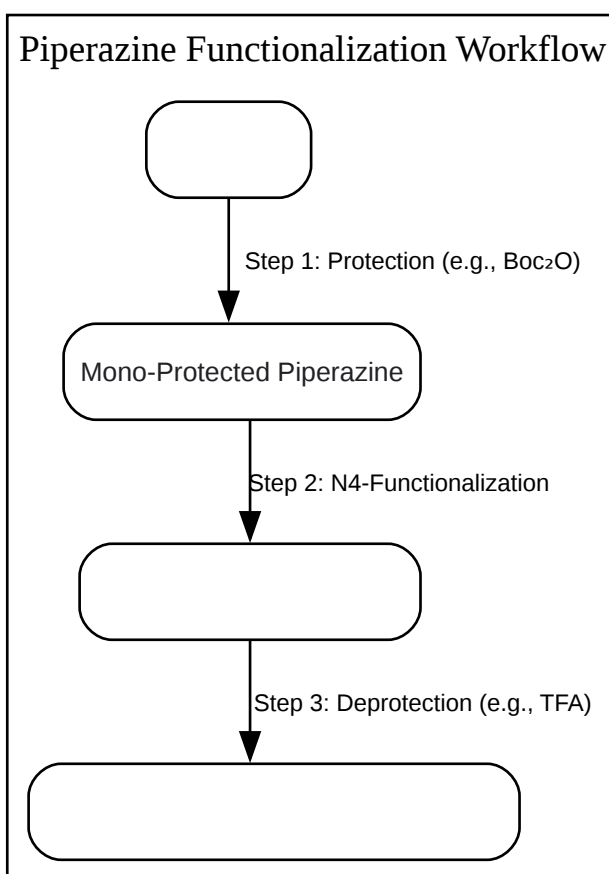 Piperazine Functionalization Workflow
Step 1: Protection (e.g., Boc₂O)
Mono-Protected Piperazine
Step 2: N4-Functionalization
Step 3: Deprotection (e.g., TFA)